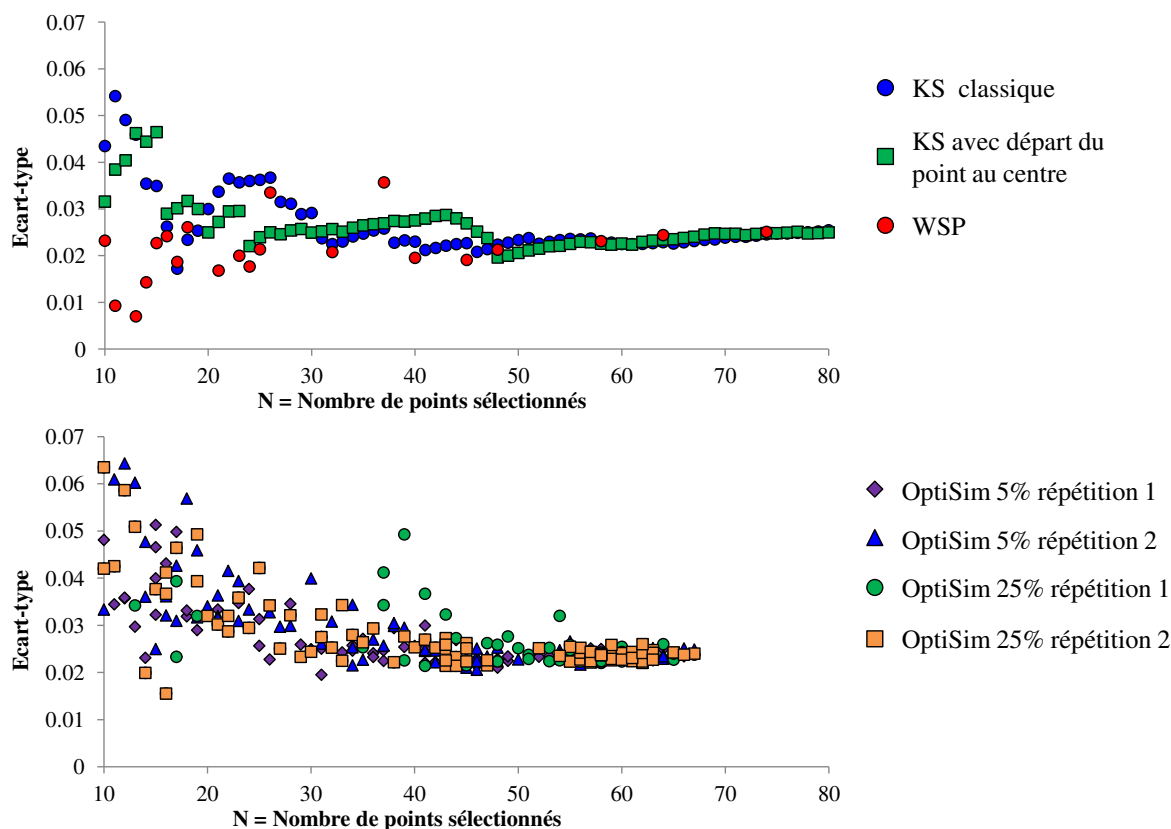 0.07
0.06
0.05
0.04
0.03
0.02
0.01
0
Ecart-type
10 20 30 40 50 60 70 80
N = Nombre de points sélectionnés
KS classique
KS avec départ du
point au centre
WSP
0.07
0.06
0.05
0.04
0.03
0.02
0.01
0
Ecart-type
10 20 30 40 50 60 70 80
N = Nombre de points sélectionnés
OptiSim 5% répétition 1
OptiSim 5% répétition 2
OptiSim 25% répétition 1
OptiSim 25% répétition 2